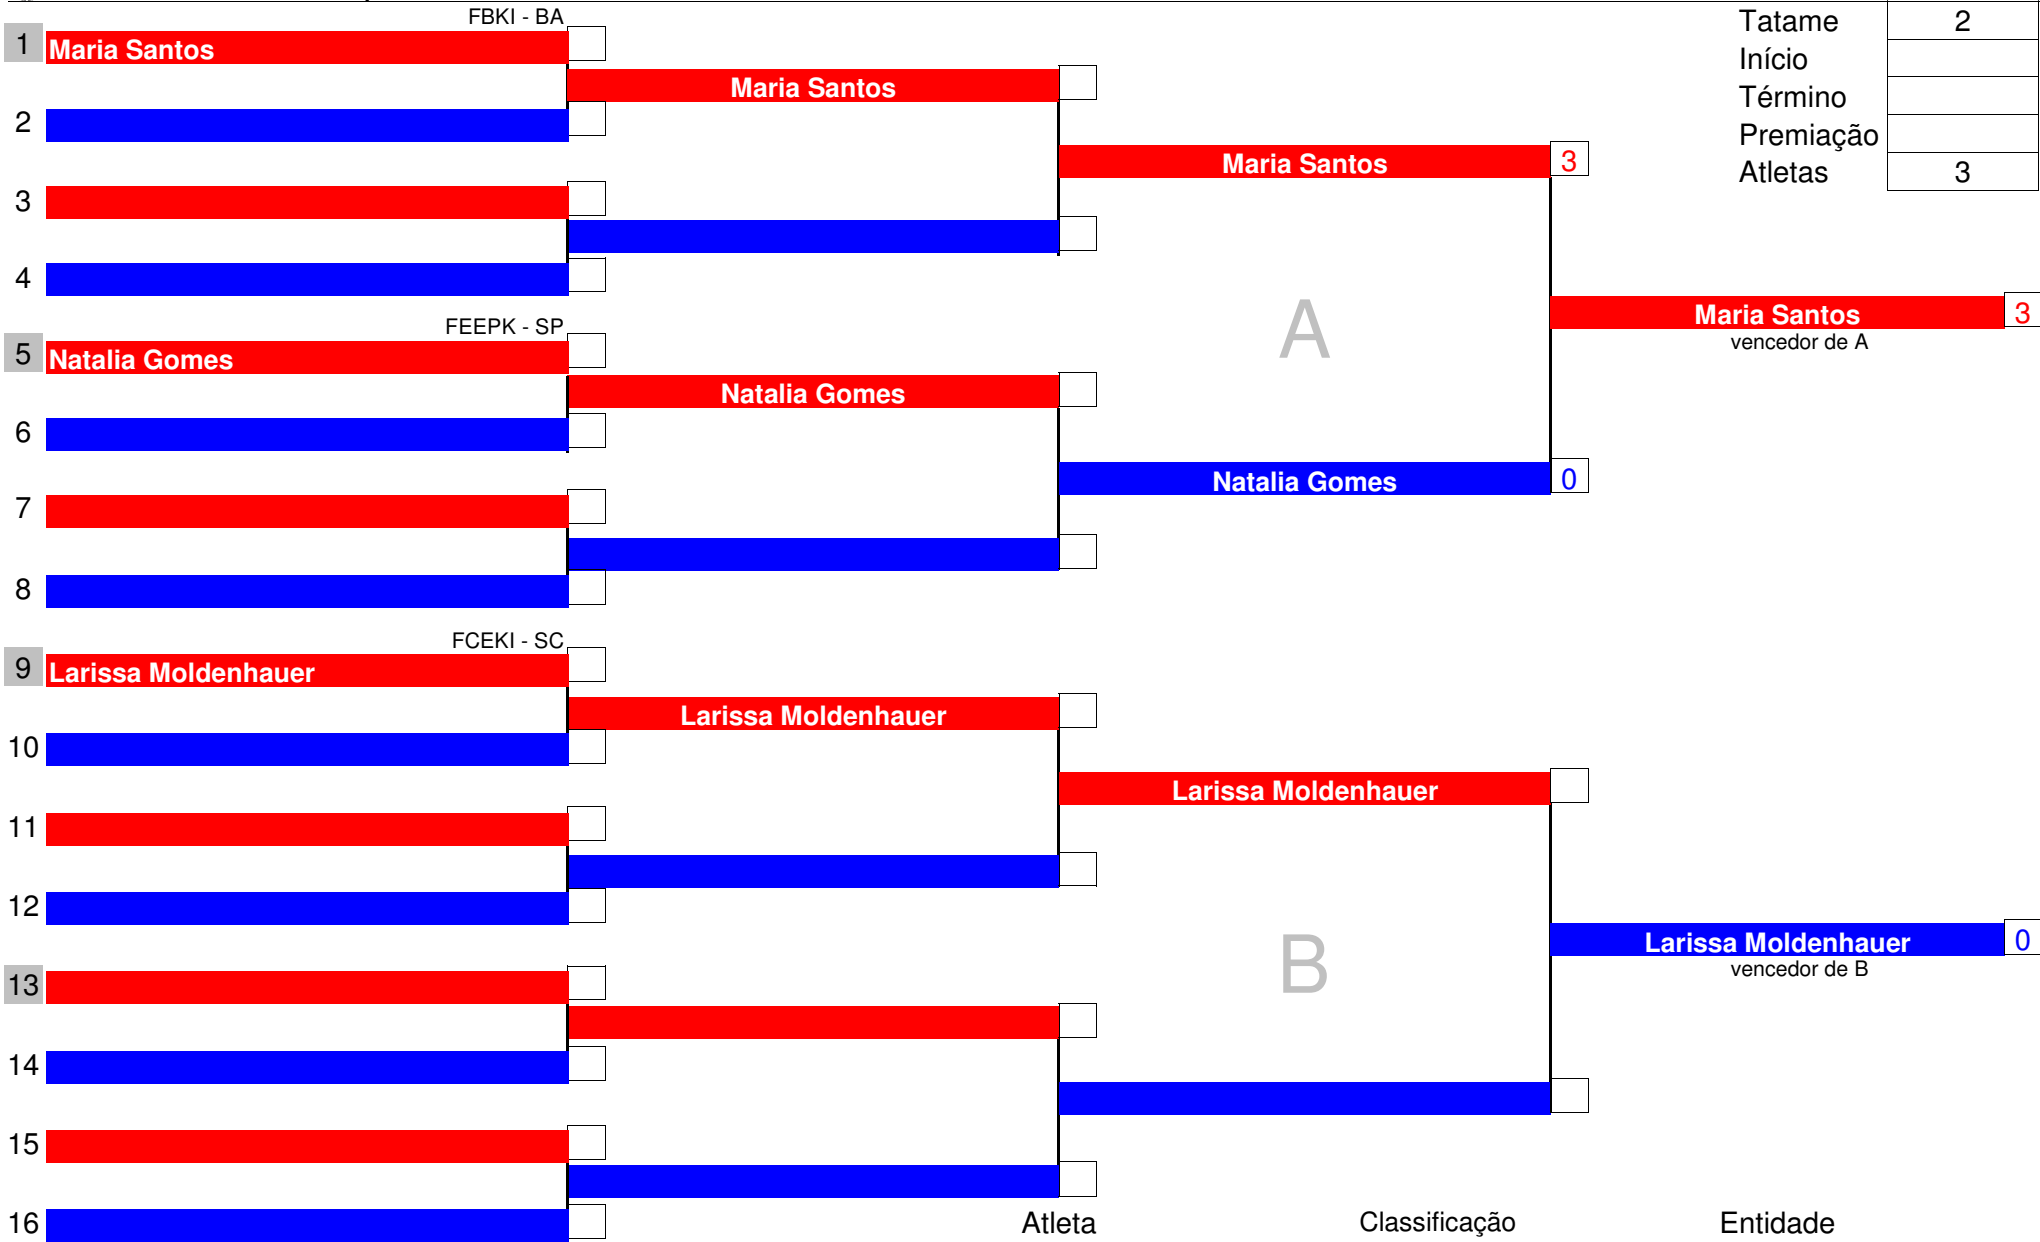 FBKI - BA
Tatame 2
1 Maria Santos
Início
Maria Santos
Término
2
Premiação
Maria Santos 3
Atletas 3
3
4
Maria Santos 3
FEEPK - SP
A
vencedor de A
5 Natalia Gomes
Natalia Gomes
6
Natalia Gomes 0
7
8
FCEKI - SC
9 Larissa Moldenhauer
Larissa Moldenhauer
10
Larissa Moldenhauer
11
12
Larissa Moldenhauer 0
B
vencedor de B
13
14
15
16
Atleta Classificação Entidade